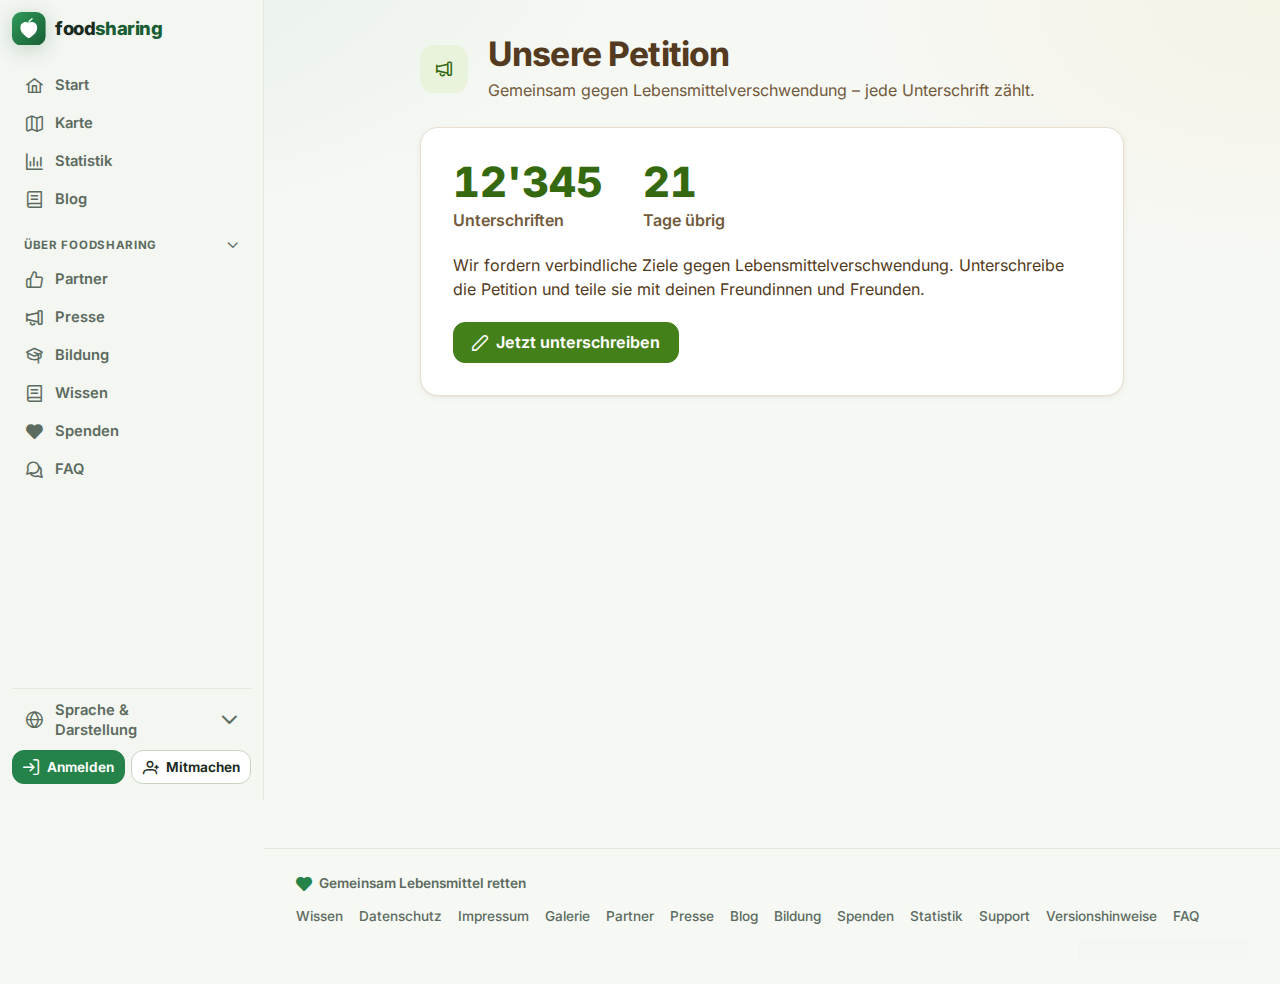 foodsharing
Start
Karte
Statistik
Blog
ÜBER FOODSHARING
Partner
Presse
Bildung
Wissen
Spenden
FAQ
Sprache &
Darstellung
Anmelden
Mitmachen
Unsere Petition
Gemeinsam gegen Lebensmittelverschwendung – jede Unterschrift zählt.
12'345
Unterschriften
21
Tage übrig
Wir fordern verbindliche Ziele gegen Lebensmittelverschwendung. Unterschreibe
die Petition und teile sie mit deinen Freundinnen und Freunden.
Jetzt unterschreiben
Gemeinsam Lebensmittel retten
Wissen Datenschutz Impressum Galerie Partner Presse Blog Bildung Spenden Statistik Support Versionshinweise FAQ